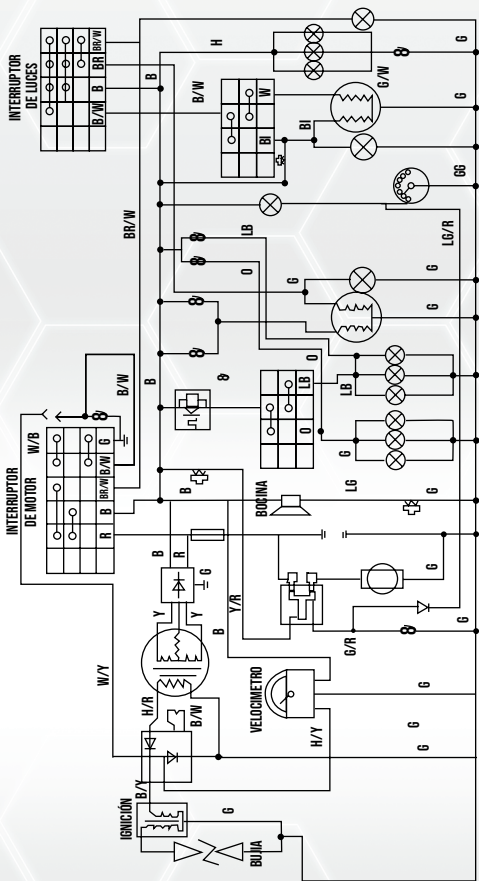 INTERRUPTOR
DE LUCES
BR/W
BR
B
B/W
H
G
B
B/W
W
G/W
BI
BI
G
BR/W
GG
LG/R
LB
O
G
G
G
INTERRUPTOR
DE MOTOR
W/B
G
B/W
BR/W
B
R
B/W
B
O
LB
O
LB
G
B
BOCINA
LG
G
B
R
G
Y/R
Y
Y
B
W/Y
H/R
B/W
G/R
G
G
VELOCIMETRO
H/Y
G
G
G
B/Y
IGNICIÓN
G
BUJIA